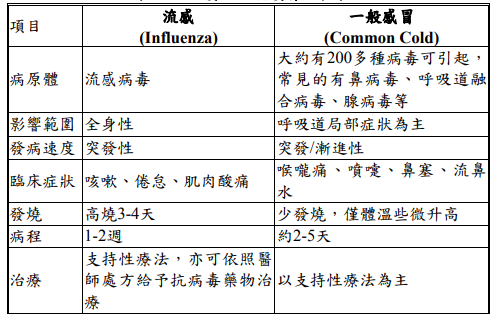 項目 流感 一般感冒
(Influenza) (Common Cold)
病原體 流感病毒 大約有200多種病毒可引起，
常見的有鼻病毒、呼吸道融
合病毒、腺病毒等
影響範圍 全身性 呼吸道局部症狀為主
發病速度 突發性 突發/漸進性
臨床症狀 咳嗽、倦怠、肌肉酸痛 喉嚨痛、噴嚏、鼻塞、流鼻
水
發燒 高燒3-4天 少發燒，僅體溫些微升高
病程 1-2週 約2-5天
治療 支持性療法，亦可依照醫
師處方給予抗病毒藥物治
療 以支持性療法為主